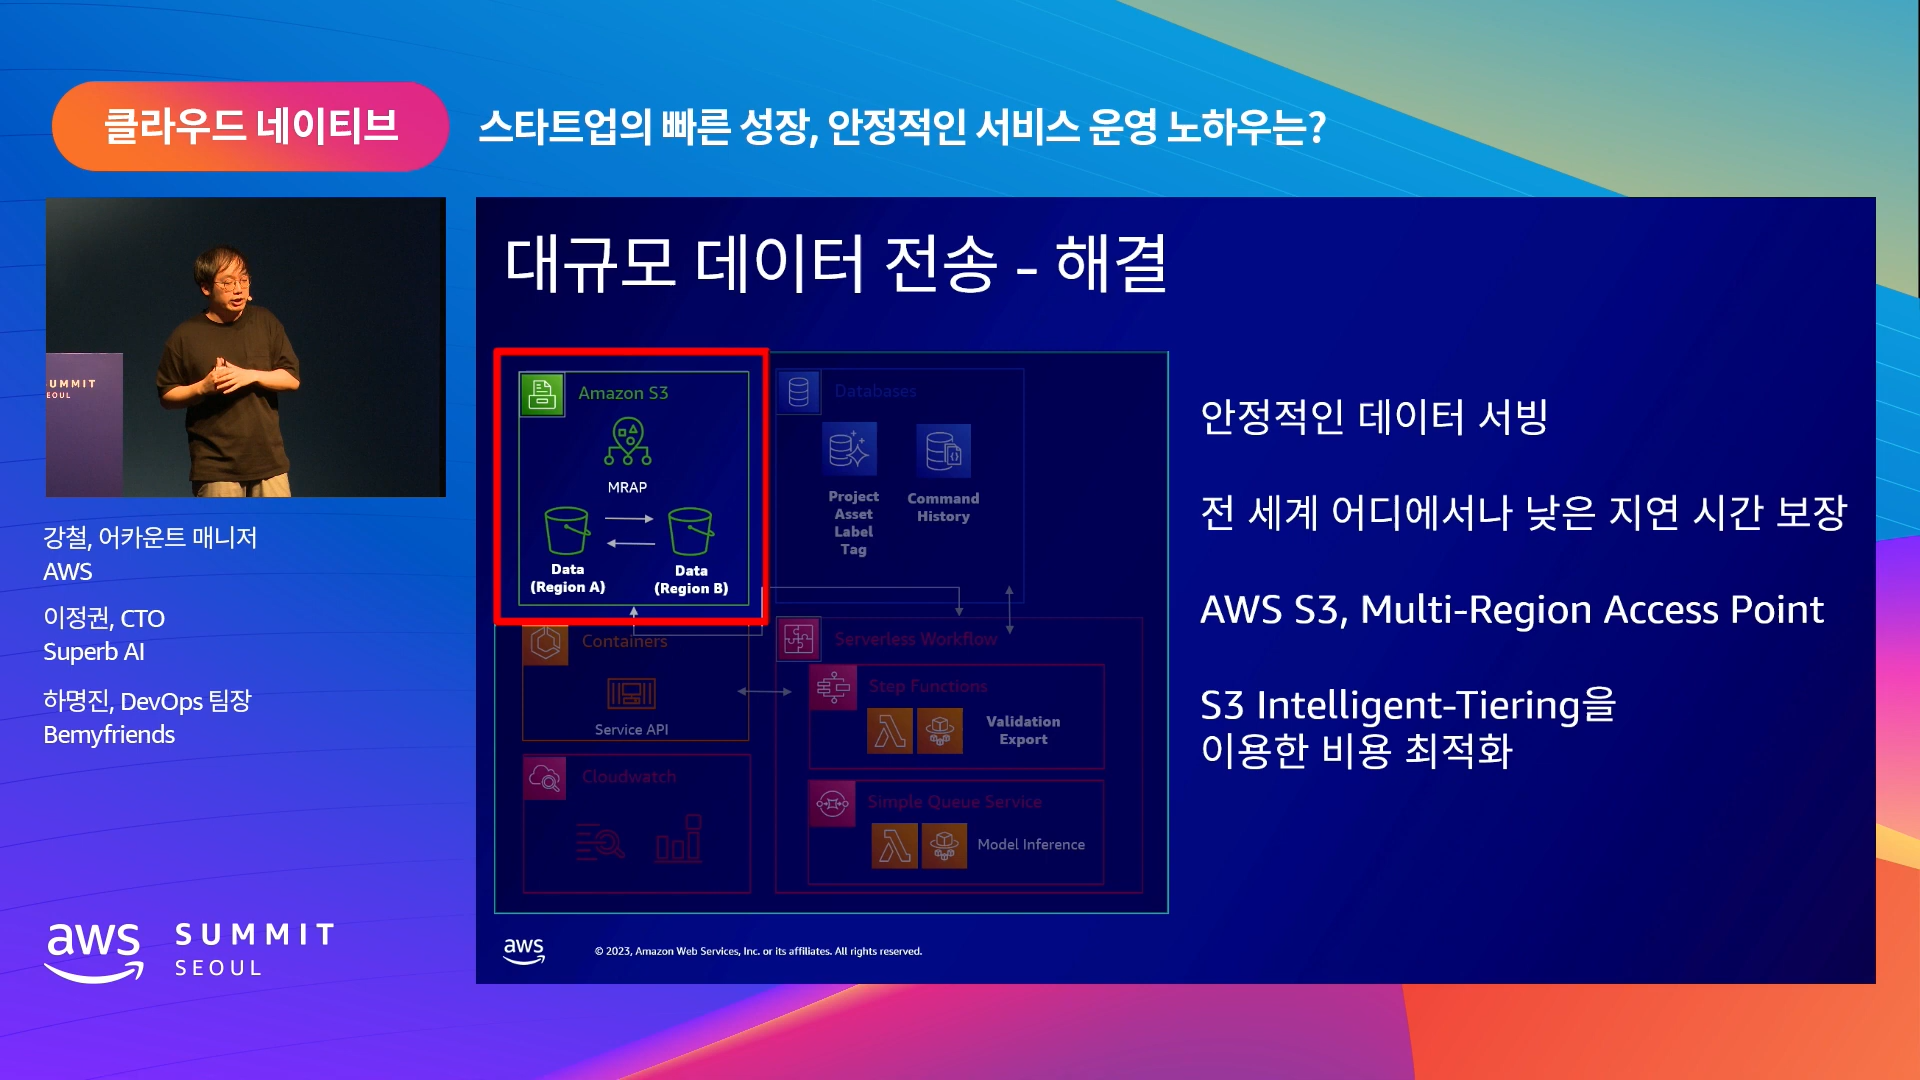 클라우드 네이티브
스타트업의 빠른 성장, 안정적인 서비스 운영 노하우는?
UMMIT
EOUL
강철, 어카운트 매니저
AWS
이정권, CTO
Superb AI
하명진, DevOps 팀장
Bemyfriends
aws
SUMMIT
SEOUL
대규모 데이터 전송 - 해결
Amazon S3
MRAP
Data
(Region A)
Data
(Region B)
Databases
Project
Asset
Label
Tag
Command
History
Containers
Service API
Cloudwatch
Serverless Workflow
Step Functions
Validation
Export
Simple Queue Service
Model Inference
안정적인 데이터 서빙
전 세계 어디에서나 낮은 지연 시간 보장
AWS S3, Multi-Region Access Point
S3 Intelligent-Tiering을
이용한 비용 최적화
aws
© 2023, Amazon Web Services, Inc. or its affiliates. All rights reserved.